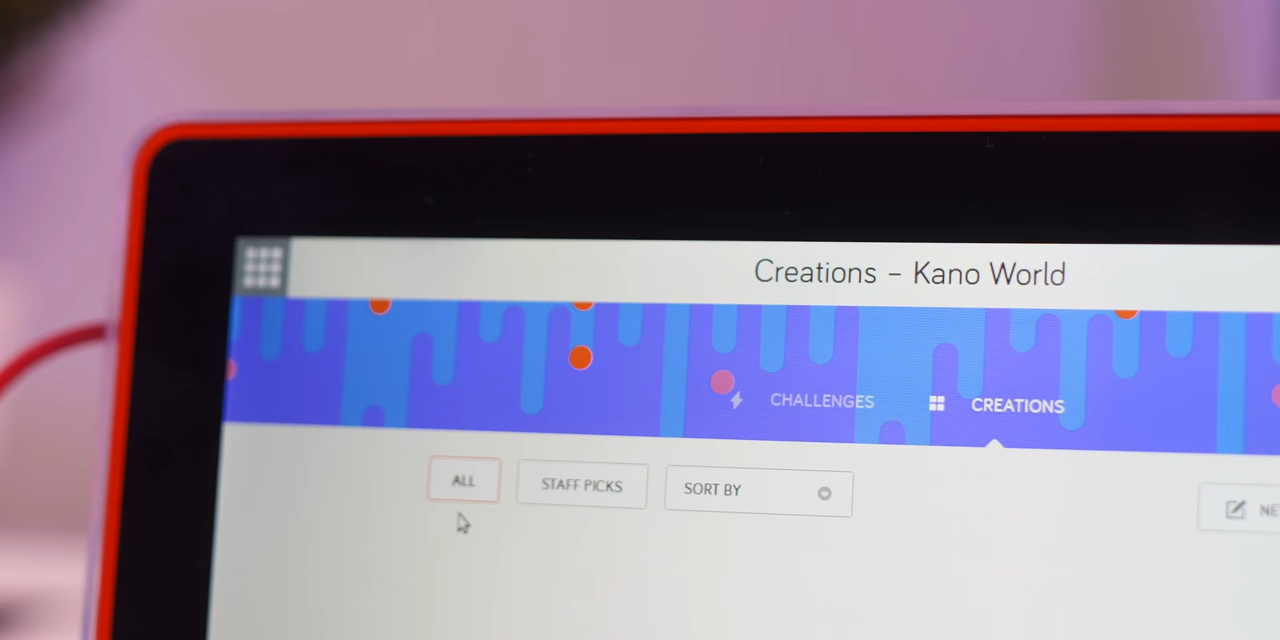 Creations – Kano World
CHALLENGES CREATIONS
ALL STAFF PICKS SORT BY